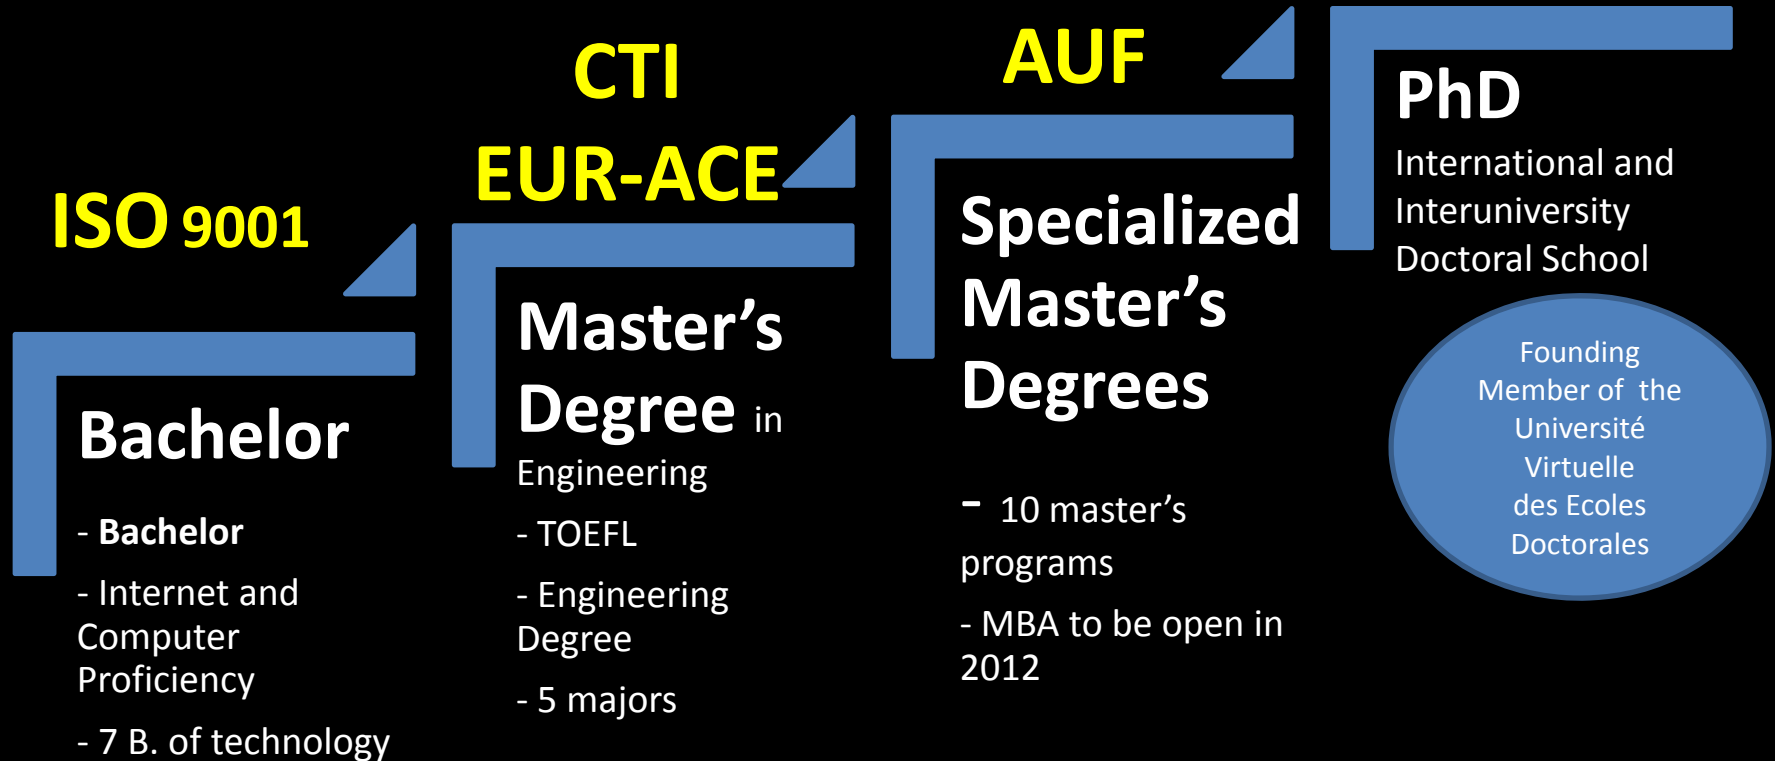 ISO 9001
Bachelor
- Bachelor
- Internet and
Computer
Proficiency
- 7 B. of technology
CTI
EUR-ACE
Master’s
Degree in
Engineering
- TOEFL
- Engineering
Degree
- 5 majors
AUF
Specialized
Master’s
Degrees
- 10 master’s
programs
- MBA to be open in
2012
PhD
International and
Interuniversity
Doctoral School
Founding
Member of the
Université
Virtuelle
des Ecoles
Doctorales